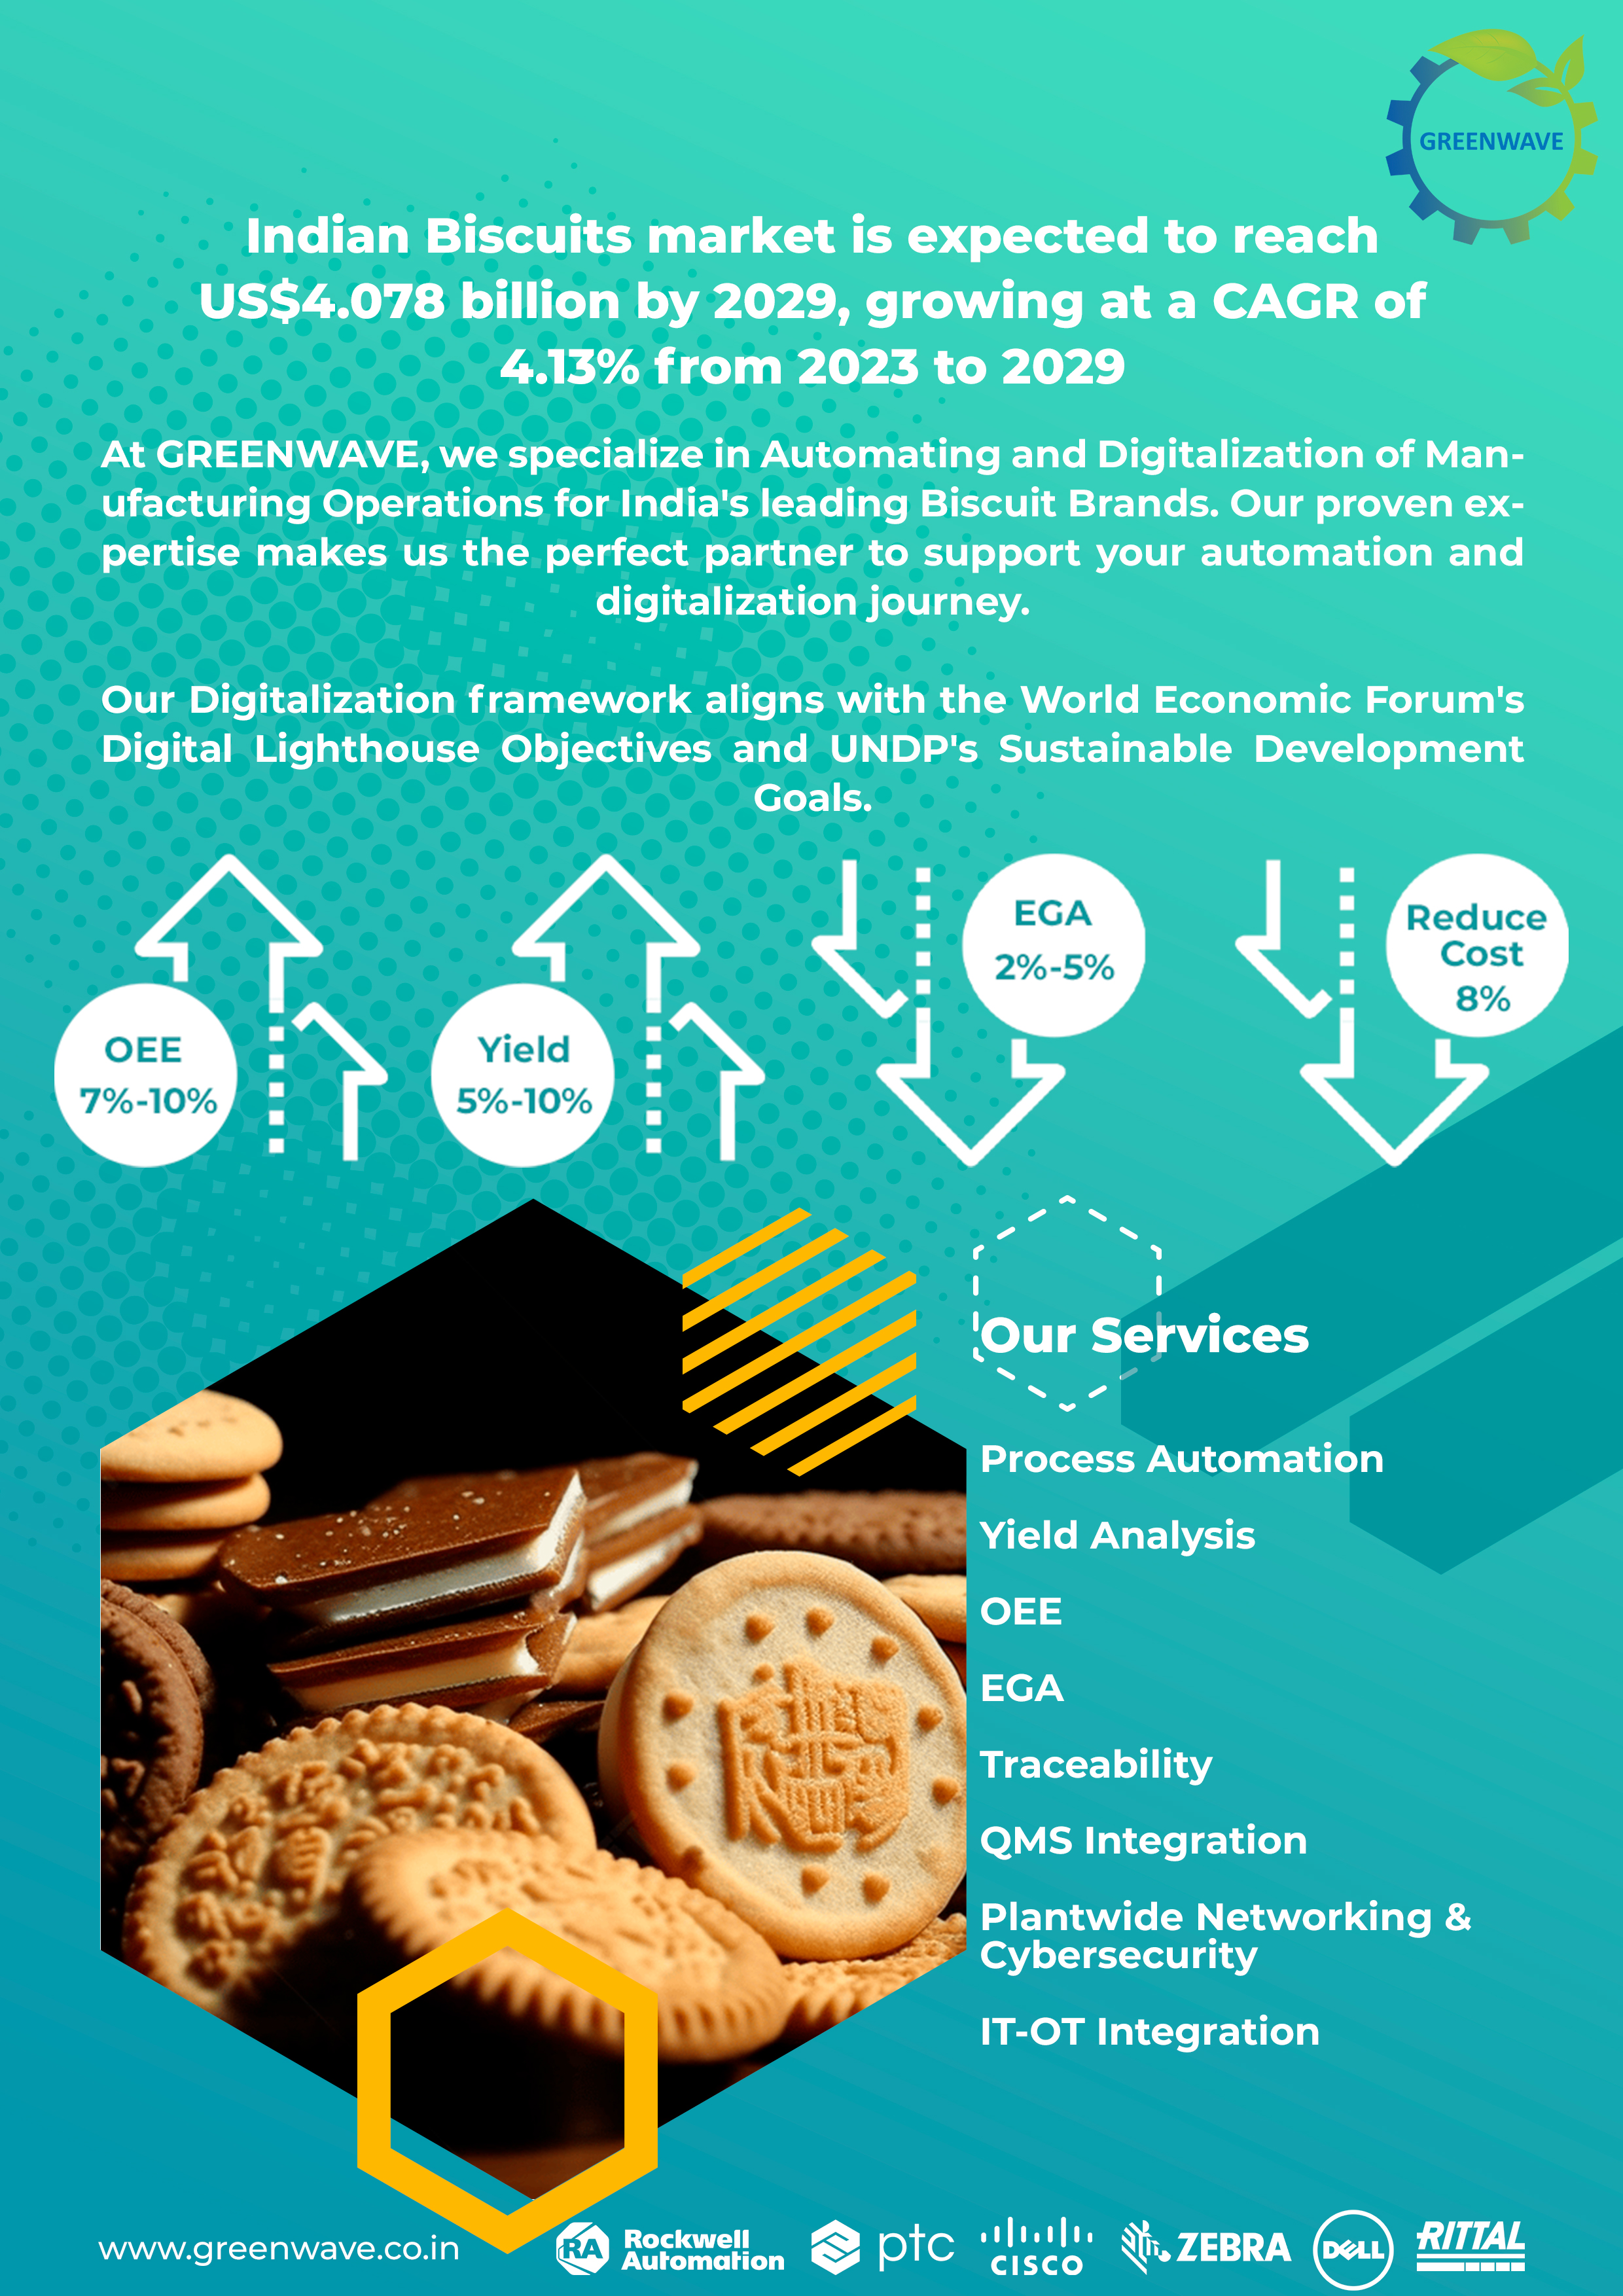 GREENWAVE
Indian Biscuits market is expected to reach
US$4.078 billion by 2029, growing at a CAGR of
4.13% from 2023 to 2029
At GREENWAVE, we specialize in Automating and Digitalization of Man-
ufacturing Operations for India's leading Biscuit Brands. Our proven ex-
pertise makes us the perfect partner to support your automation and
digitalization journey.
Our Digitalization framework aligns with the World Economic Forum's
Digital Lighthouse Objectives and UNDP's Sustainable Development
Goals.
OEE
7%-10%
Yield
5%-10%
EGA
2%-5%
Reduce
Cost
8%
Our Services
Process Automation
Yield Analysis
OEE
EGA
Traceability
QMS Integration
Plantwide Networking &
Cybersecurity
IT-OT Integration
www.greenwave.co.in
RA Rockwell
Automation
ptc
CISCO
ZEBRA
DELL
RITTAL